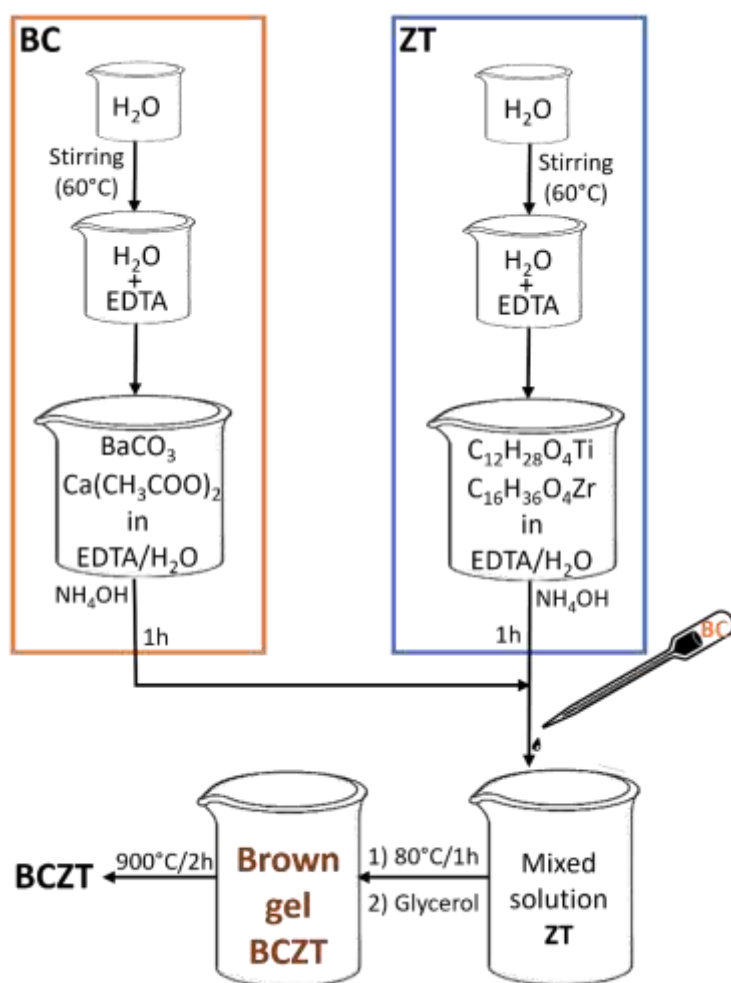 BC
H₂O
Stirring
(60°C)
H₂O
+
EDTA
BaCO₃
Ca(CH₃COO)₂
in
EDTA/H₂O
NH₄OH
1h
ZT
H₂O
Stirring
(60°C)
H₂O
+
EDTA
C₁₂H₂₈O₄Ti
C₁₆H₃₆O₄Zr
in
EDTA/H₂O
NH₄OH
1h
BC
Mixed
solution
ZT
1) 80°C/1h
2) Glycerol
Brown
gel
BCZT
900°C/2h
BCZT